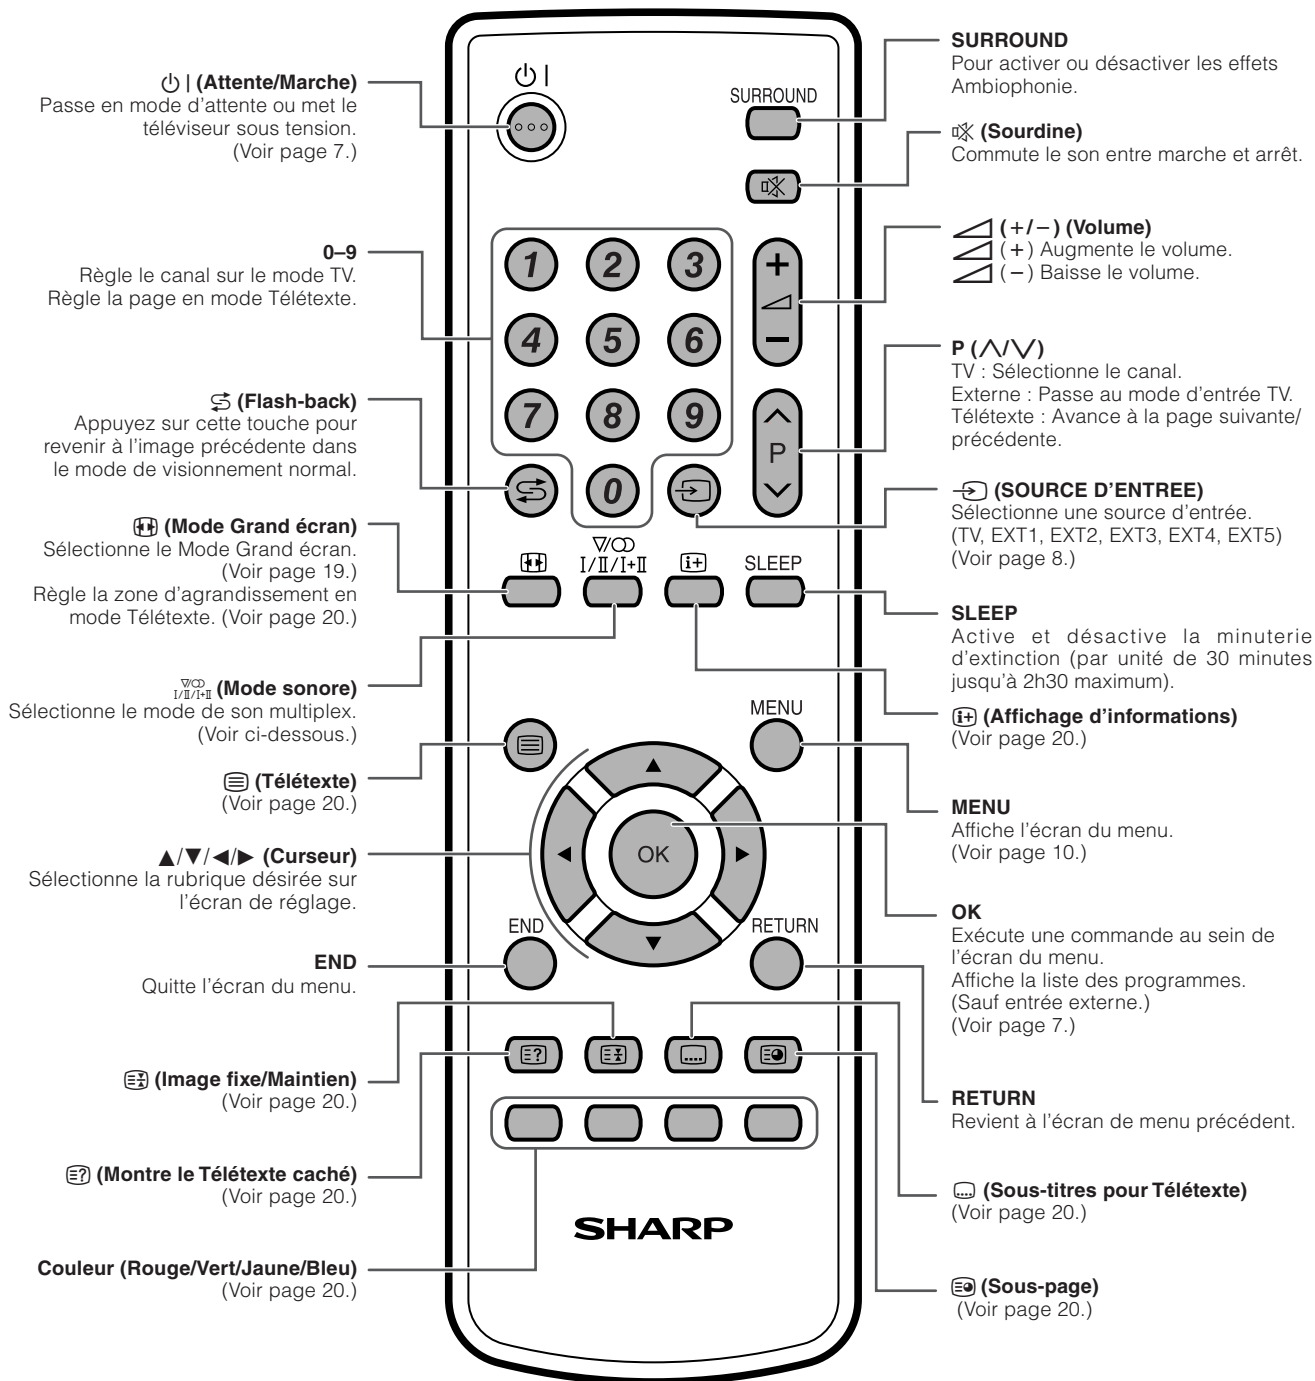 ⏻ | (Attente/Marche)
Passe en mode d'attente ou met le
téléviseur sous tension.
(Voir page 7.)
0–9
Règle le canal sur le mode TV.
Règle la page en mode Télétexte.
(Flash-back)
Appuyez sur cette touche pour
revenir à l'image précédente dans
le mode de visionnement normal.
(Mode Grand écran)
Sélectionne le Mode Grand écran.
(Voir page 19.)
Règle la zone d'agrandissement en
mode Télétexte. (Voir page 20.)
I/II/I+II (Mode sonore)
Sélectionne le mode de son multiplex.
(Voir ci-dessous.)
(Télétexte)
(Voir page 20.)
▲/▼/◀/▶ (Curseur)
Sélectionne la rubrique désirée sur
l'écran de réglage.
END
Quitte l'écran du menu.
(Image fixe/Maintien)
(Voir page 20.)
(Montre le Télétexte caché)
(Voir page 20.)
Couleur (Rouge/Vert/Jaune/Bleu)
(Voir page 20.)
⏻ |
SURROUND
1 2 3
4 5 6
7 8 9
0
+
−
P
I/II/I+II
i+
SLEEP
MENU
▲
◀ OK ▶
▼
END
RETURN
?
SHARP
SURROUND
Pour activer ou désactiver les effets
Ambiophonie.
(Sourdine)
Commute le son entre marche et arrêt.
(+/−) (Volume)
(+) Augmente le volume.
(−) Baisse le volume.
P (∧/∨)
TV : Sélectionne le canal.
Externe : Passe au mode d'entrée TV.
Télétexte : Avance à la page suivante/
précédente.
(SOURCE D'ENTREE)
Sélectionne une source d'entrée.
(TV, EXT1, EXT2, EXT3, EXT4, EXT5)
(Voir page 8.)
SLEEP
Active et désactive la minuterie
d'extinction (par unité de 30 minutes
jusqu'à 2h30 maximum).
i+ (Affichage d'informations)
(Voir page 20.)
MENU
Affiche l'écran du menu.
(Voir page 10.)
OK
Exécute une commande au sein de
l'écran du menu.
Affiche la liste des programmes.
(Sauf entrée externe.)
(Voir page 7.)
RETURN
Revient à l'écran de menu précédent.
(Sous-titres pour Télétexte)
(Voir page 20.)
(Sous-page)
(Voir page 20.)